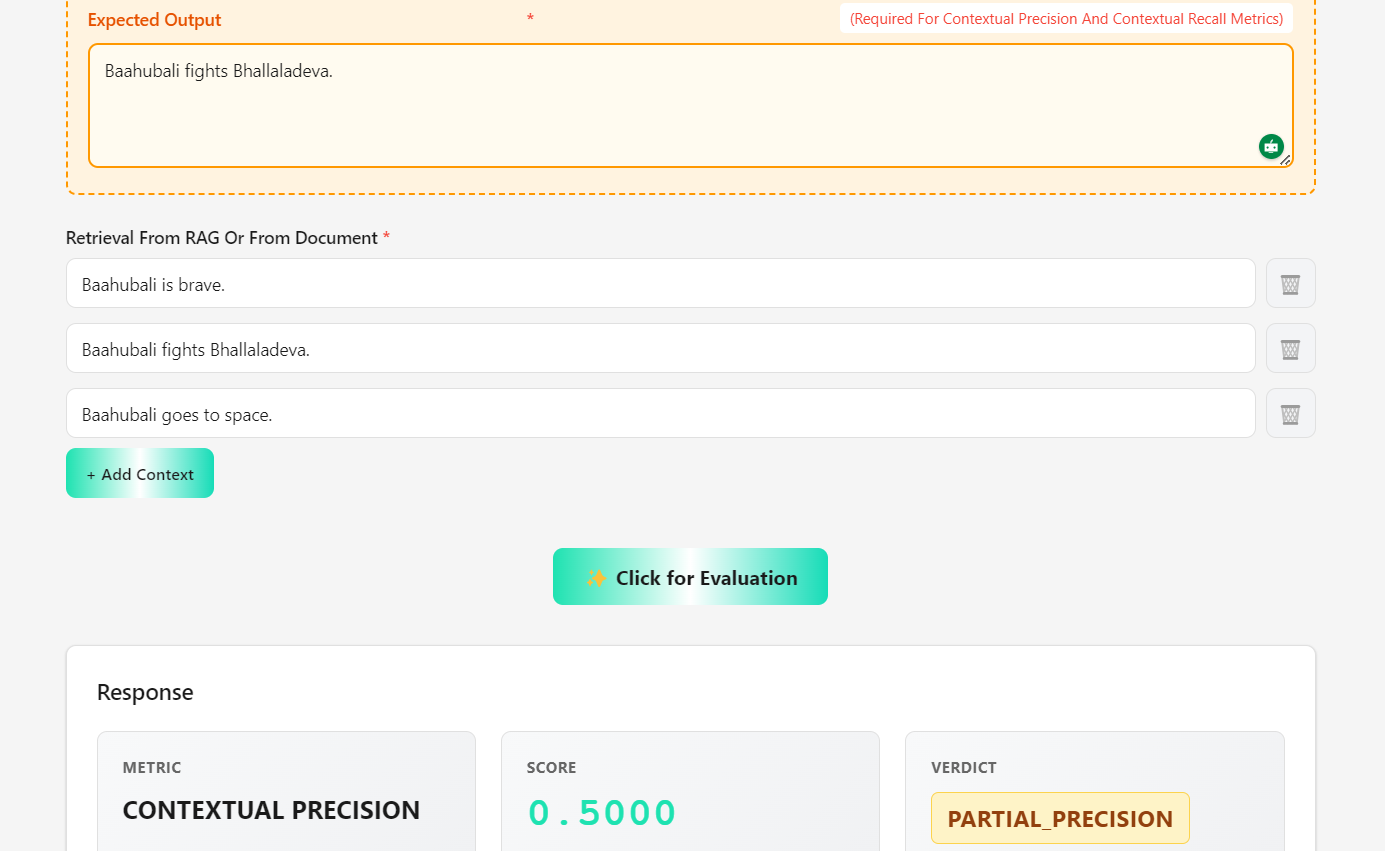 Expected Output * (Required For Contextual Precision And Contextual Recall Metrics)
Baahubali fights Bhallaladeva.
Retrieval From RAG Or From Document *
Baahubali is brave.
Baahubali fights Bhallaladeva.
Baahubali goes to space.
+ Add Context
✨ Click for Evaluation
Response
METRIC SCORE VERDICT
CONTEXTUAL PRECISION 0.5000 PARTIAL_PRECISION